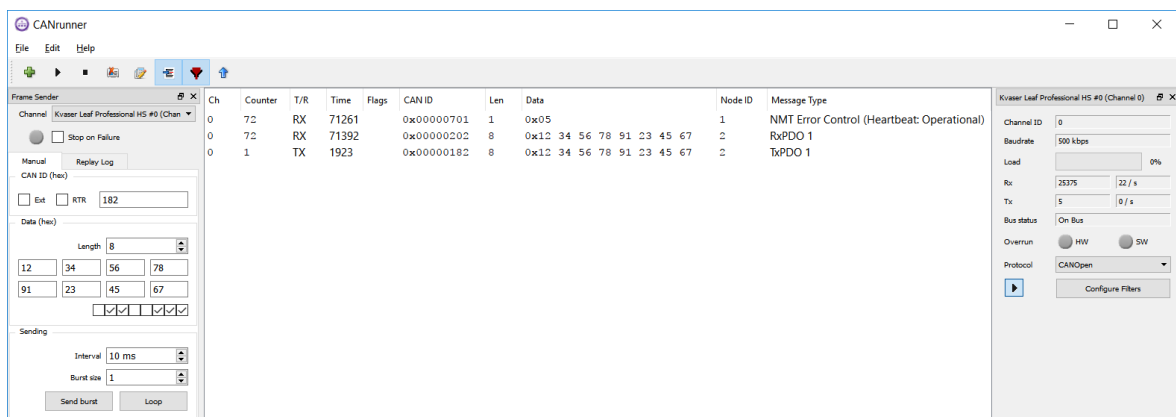 CANrunner
File Edit Help
Frame Sender
Channel Kvaser Leaf Professional HS #0 (Chan
Stop on Failure
Manual Replay Log
CAN ID (hex)
Ext RTR 182
Data (hex)
Length 8
12 34 56 78
91 23 45 67
Sending
Interval 10 ms
Burst size 1
Send burst Loop
Ch Counter T/R Time Flags CAN ID Len Data Node ID Message Type
0 72 RX 71261 0x00000701 1 0x05 1 NMT Error Control (Heartbeat: Operational)
0 72 RX 71392 0x00000202 8 0x12 34 56 78 91 23 45 67 2 RxPDO 1
0 1 TX 1923 0x00000182 8 0x12 34 56 78 91 23 45 67 2 TxPDO 1
Kvaser Leaf Professional HS #0 (Channel 0)
Channel ID 0
Baudrate 500 kbps
Load 0%
Rx 25375 22 / s
Tx 5 0 / s
Bus status On Bus
Overrun HW SW
Protocol CANOpen
Configure Filters